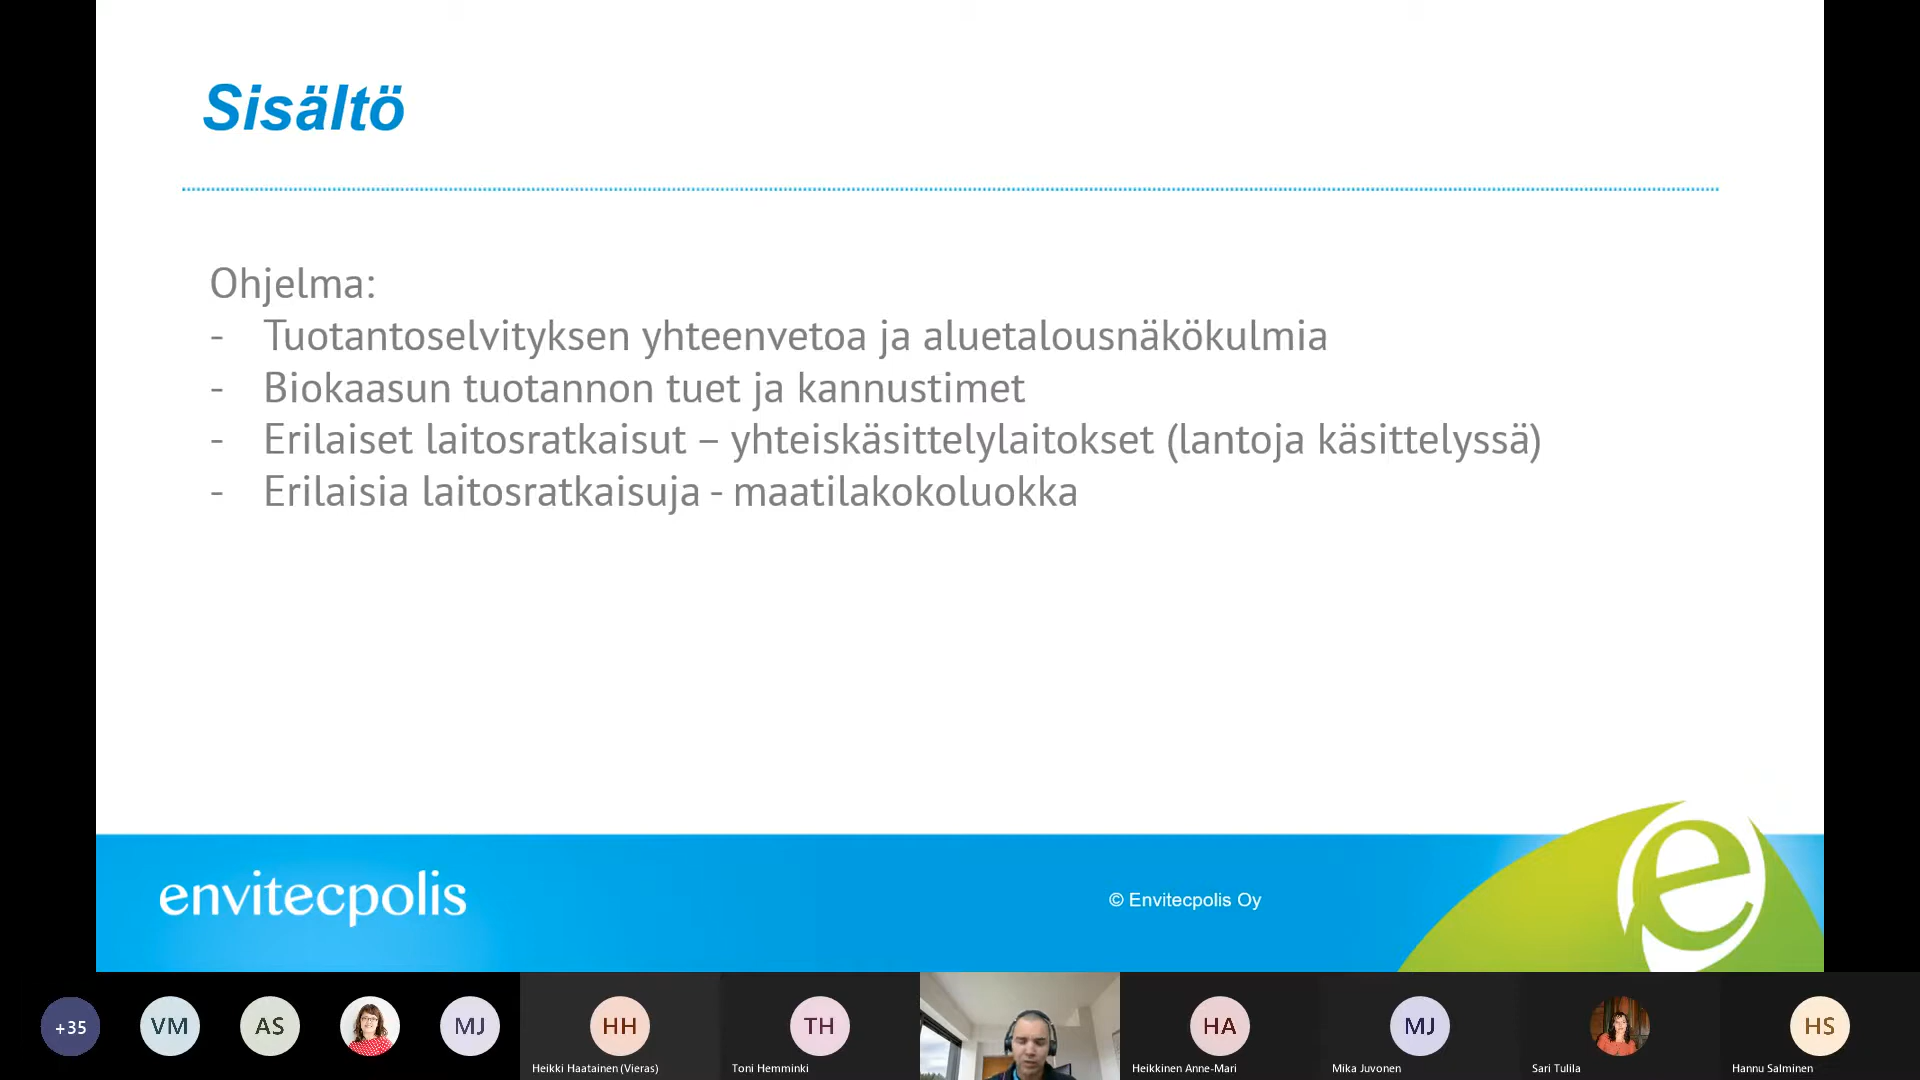 Sisältö
Ohjelma:
- Tuotantoselvityksen yhteenvetoa ja aluetalousnäkökulmia
- Biokaasun tuotannon tuet ja kannustimet
- Erilaiset laitosratkaisut – yhteiskäsittelylaitokset (lantoja käsittelyssä)
- Erilaisia laitosratkaisuja - maatilakokoluokka
envitecpolis
© Envitecpolis Oy
e
+35
VM
AS
MJ
HH
TH
HA
MJ
HS
Heikki Haatainen (Vieras)
Toni Hemminki
Heikkinen Anne-Mari
Mika Juvonen
Sari Tulila
Hannu Salminen